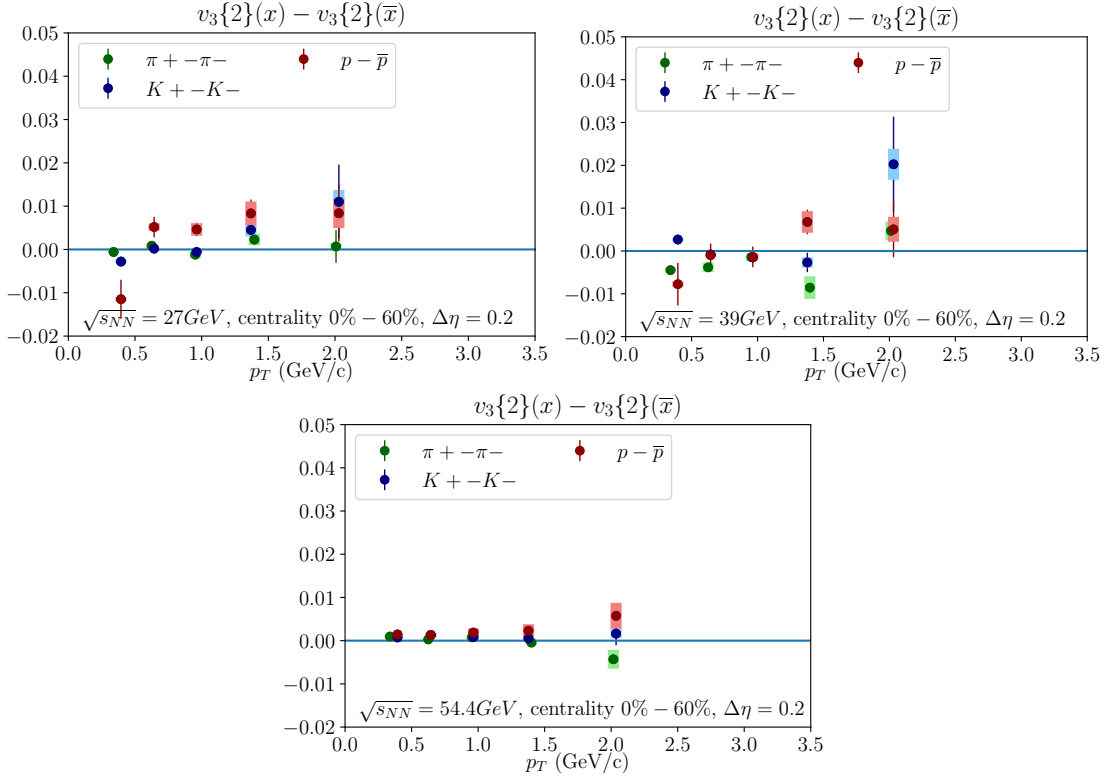 v₃{2}(x) − v₃{2}(x̅)
0.05
0.04
0.03
0.02
0.01
0.00
−0.01
−0.02
π + −π−
K + −K−
p − p̅
√s_NN = 27GeV, centrality 0% − 60%, Δη = 0.2
0.0 0.5 1.0 1.5 2.0 2.5 3.0 3.5
p_T (GeV/c)
v₃{2}(x) − v₃{2}(x̅)
0.05
0.04
0.03
0.02
0.01
0.00
−0.01
−0.02
π + −π−
K + −K−
p − p̅
√s_NN = 39GeV, centrality 0% − 60%, Δη = 0.2
0.0 0.5 1.0 1.5 2.0 2.5 3.0 3.5
p_T (GeV/c)
v₃{2}(x) − v₃{2}(x̅)
0.05
0.04
0.03
0.02
0.01
0.00
−0.01
−0.02
π + −π−
K + −K−
p − p̅
√s_NN = 54.4GeV, centrality 0% − 60%, Δη = 0.2
0.0 0.5 1.0 1.5 2.0 2.5 3.0 3.5
p_T (GeV/c)